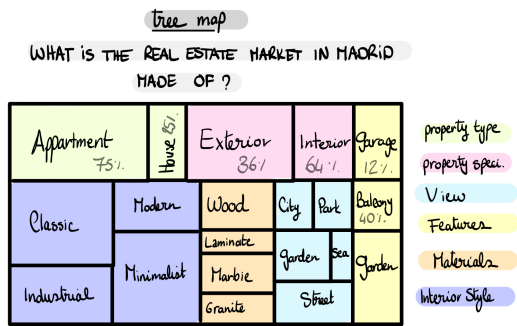 tree map
WHAT IS THE REAL ESTATE MARKET IN MADRID
MADE OF ?
Appartment
75%
House 25%
Exterior
36%
Interior
64%
Garage
12%
Classic
Modern
Wood
City
Park
Balcony
40%
Laminate
Minimalist
Marble
Garden
Sea
Garden
Industrial
Granite
Street
property type
property speci.
View
Features
Materials
Interior Style